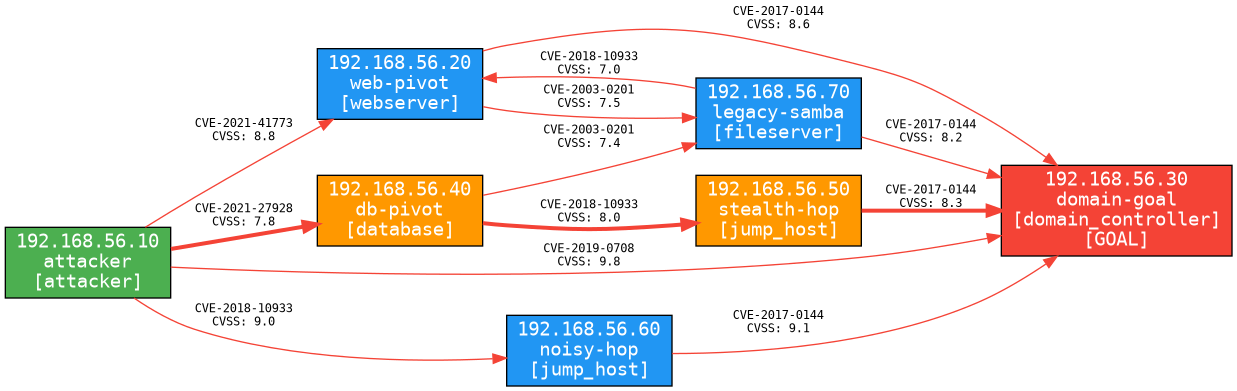 CVE-2017-0144
CVSS: 8.6
192.168.56.20
web-pivot
[webserver]
CVE-2018-10933
CVSS: 7.0
CVE-2003-0201
CVSS: 7.5
192.168.56.70
legacy-samba
[fileserver]
CVE-2021-41773
CVSS: 8.8
CVE-2003-0201
CVSS: 7.4
CVE-2017-0144
CVSS: 8.2
192.168.56.40
db-pivot
[database]
192.168.56.50
stealth-hop
[jump_host]
192.168.56.30
domain-goal
[domain_controller]
[GOAL]
CVE-2021-27928
CVSS: 7.8
CVE-2018-10933
CVSS: 8.0
CVE-2017-0144
CVSS: 8.3
192.168.56.10
attacker
[attacker]
CVE-2019-0708
CVSS: 9.8
CVE-2018-10933
CVSS: 9.0
192.168.56.60
noisy-hop
[jump_host]
CVE-2017-0144
CVSS: 9.1